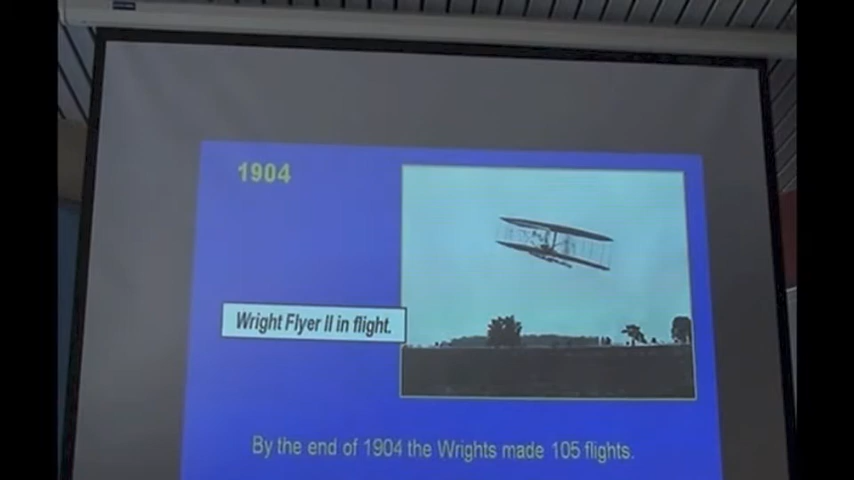 1904
Wright Flyer II in flight.
By the end of 1904 the Wrights made 105 flights.